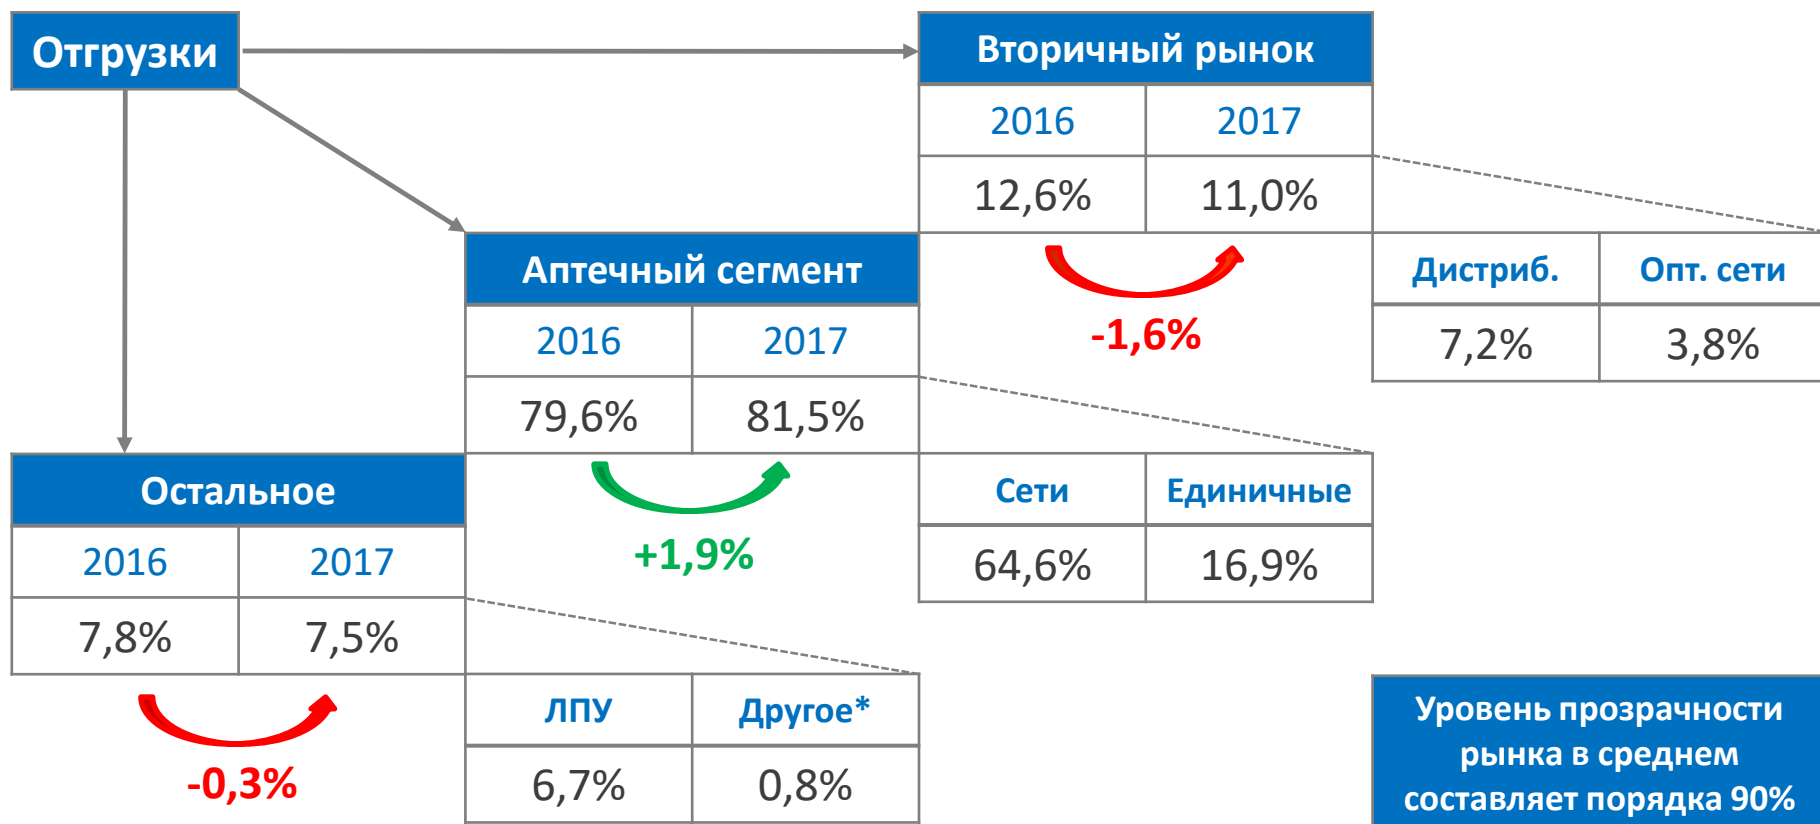 Отгрузки
Вторичный рынок
2016 2017
12,6% 11,0%
-1,6%
Дистриб. Опт. сети
7,2% 3,8%
Аптечный сегмент
2016 2017
79,6% 81,5%
+1,9%
Сети Единичные
64,6% 16,9%
Остальное
2016 2017
7,8% 7,5%
-0,3%
ЛПУ Другое*
6,7% 0,8%
Уровень прозрачности
рынка в среднем
составляет порядка 90%